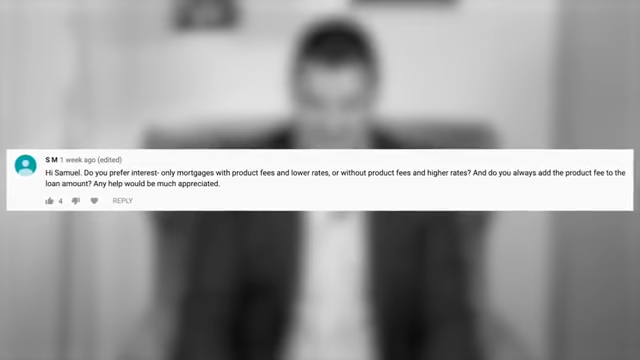 S M 1 week ago (edited)
Hi Samuel. Do you prefer interest- only mortgages with product fees and lower rates, or without product fees and higher rates? And do you always add the product fee to the
loan amount? Any help would be much appreciated.
4 REPLY